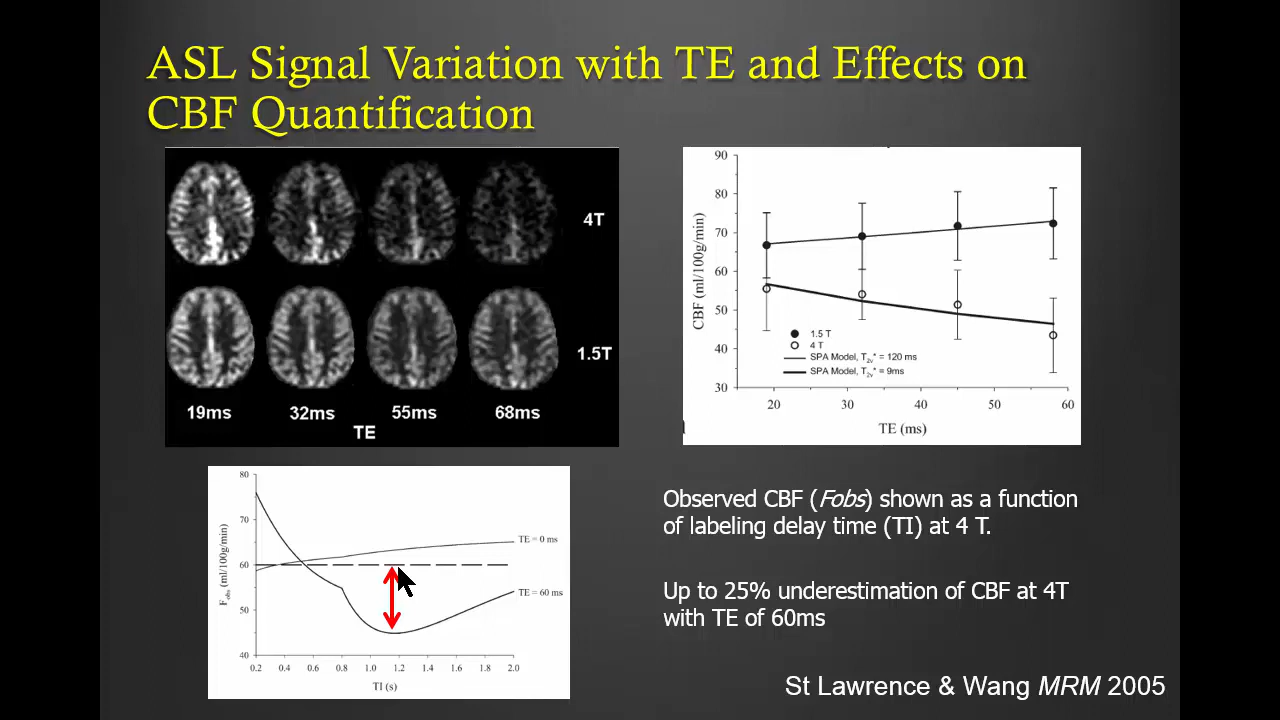 ASL Signal Variation with TE and Effects on
CBF Quantification
4T
1.5T
19ms 32ms 55ms 68ms
TE
90
80
70
60
50
40
30
CBF (ml/100g/min)
1.5 T
4 T
SPA Model, T2v* = 120 ms
SPA Model, T2v* = 9ms
20 30 40 50 60
TE (ms)
80
70
60
50
40
Fobs (ml/100g/min)
TE = 0 ms
TE = 60 ms
0.2 0.4 0.6 0.8 1.0 1.2 1.4 1.6 1.8 2.0
TI (s)
Observed CBF (Fobs) shown as a function
of labeling delay time (TI) at 4 T.
Up to 25% underestimation of CBF at 4T
with TE of 60ms
St Lawrence & Wang MRM 2005